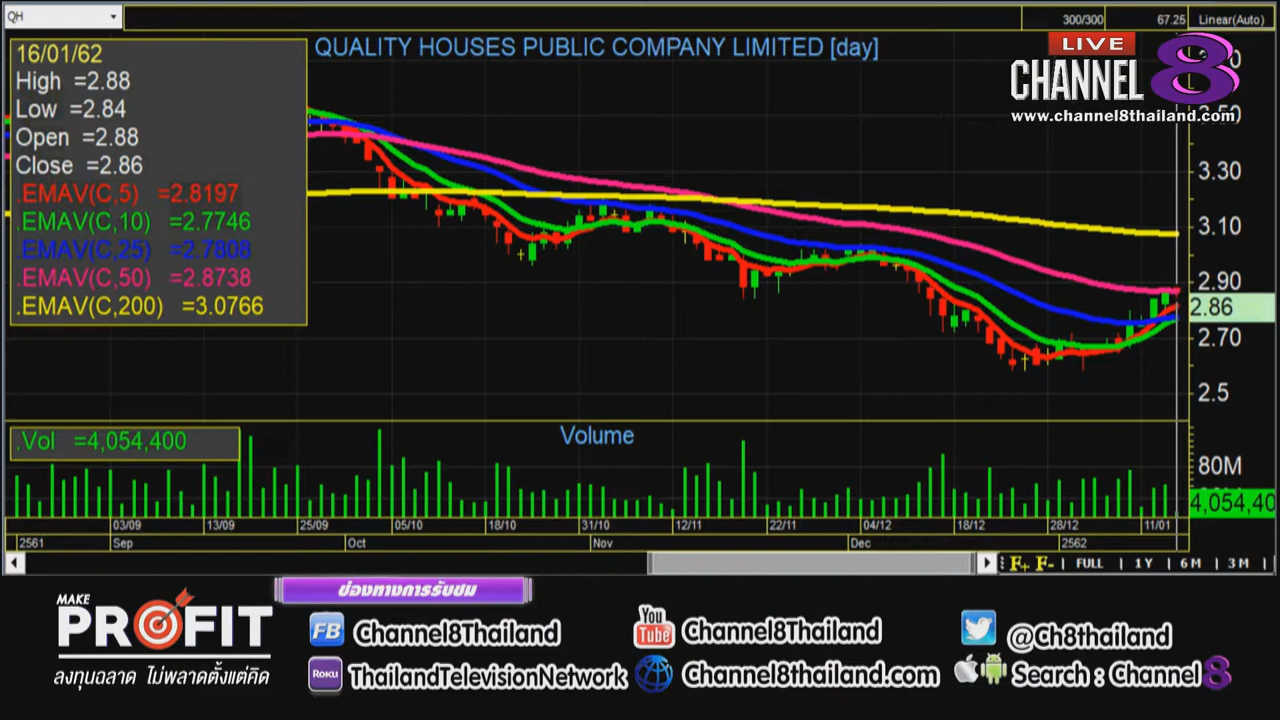 QH
300/300
67.25
Linear(Auto)
16/01/62
High =2.88
Low =2.84
Open =2.88
Close =2.86
.EMAV(C,5) =2.8197
.EMAV(C,10) =2.7746
.EMAV(C,25) =2.7808
.EMAV(C,50) =2.8738
.EMAV(C,200) =3.0766
QUALITY HOUSES PUBLIC COMPANY LIMITED [day]
LIVE
CHANNEL 8
www.channel8thailand.com
3.30
3.10
2.90
2.86
2.70
2.5
.Vol =4,054,400
Volume
80M
4,054,40
03/09 13/09 25/09 05/10 18/10 31/10 12/11 22/11 04/12 18/12 28/12 11/01
2561 Sep Oct Nov Dec 2562
F+ F- FULL 1Y 6M 3M
MAKE
PROFIT
ลงทุนฉลาด ไม่พลาดตั้งแต่คิด
ช่องทางการรับชม
FB Channel8Thailand
You Tube Channel8Thailand
@Ch8thailand
ROKU ThailandTelevisionNetwork
Channel8thailand.com
Search : Channel 8